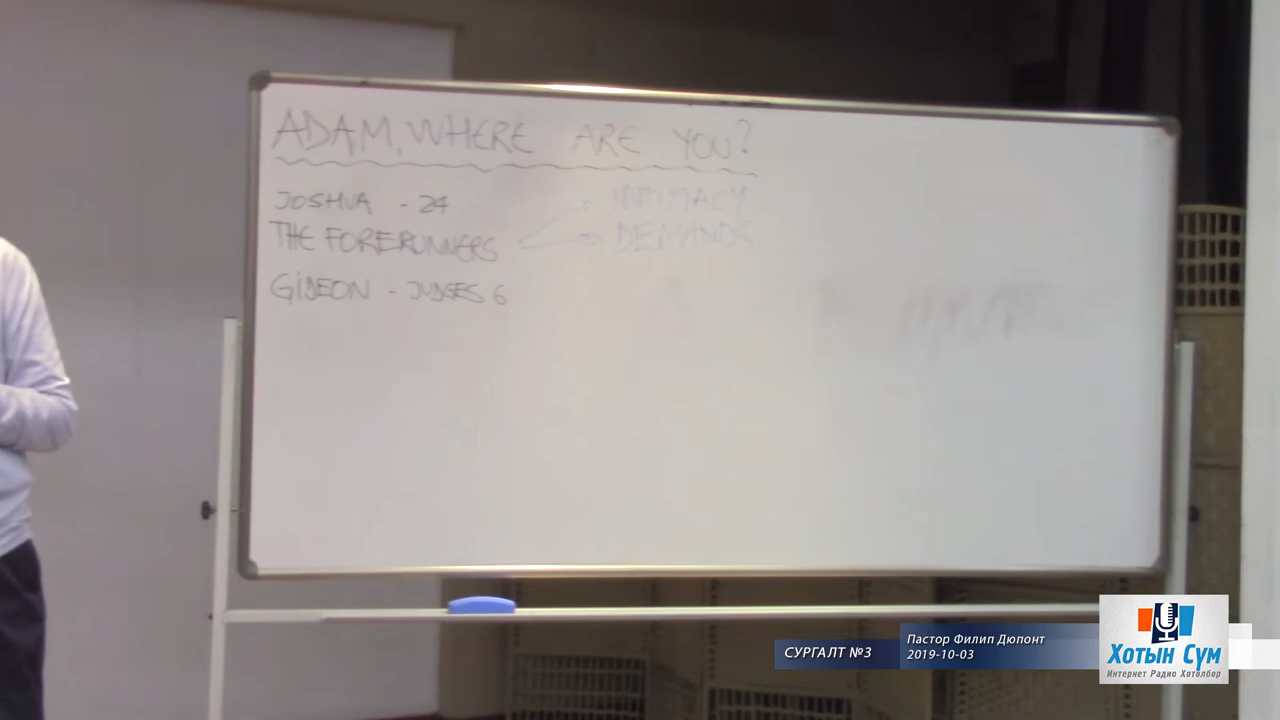 ADAM, WHERE ARE YOU?
JOSHUA - 24
INTIMACY
THE FORERUNNERS
DEMANDS
GIDEON - JUDGES 6
СУРГАЛТ №3
Пастор Филип Дюпонт
2019-10-03
Хотын Сүм
Интернет Радио Хөтөлбөр